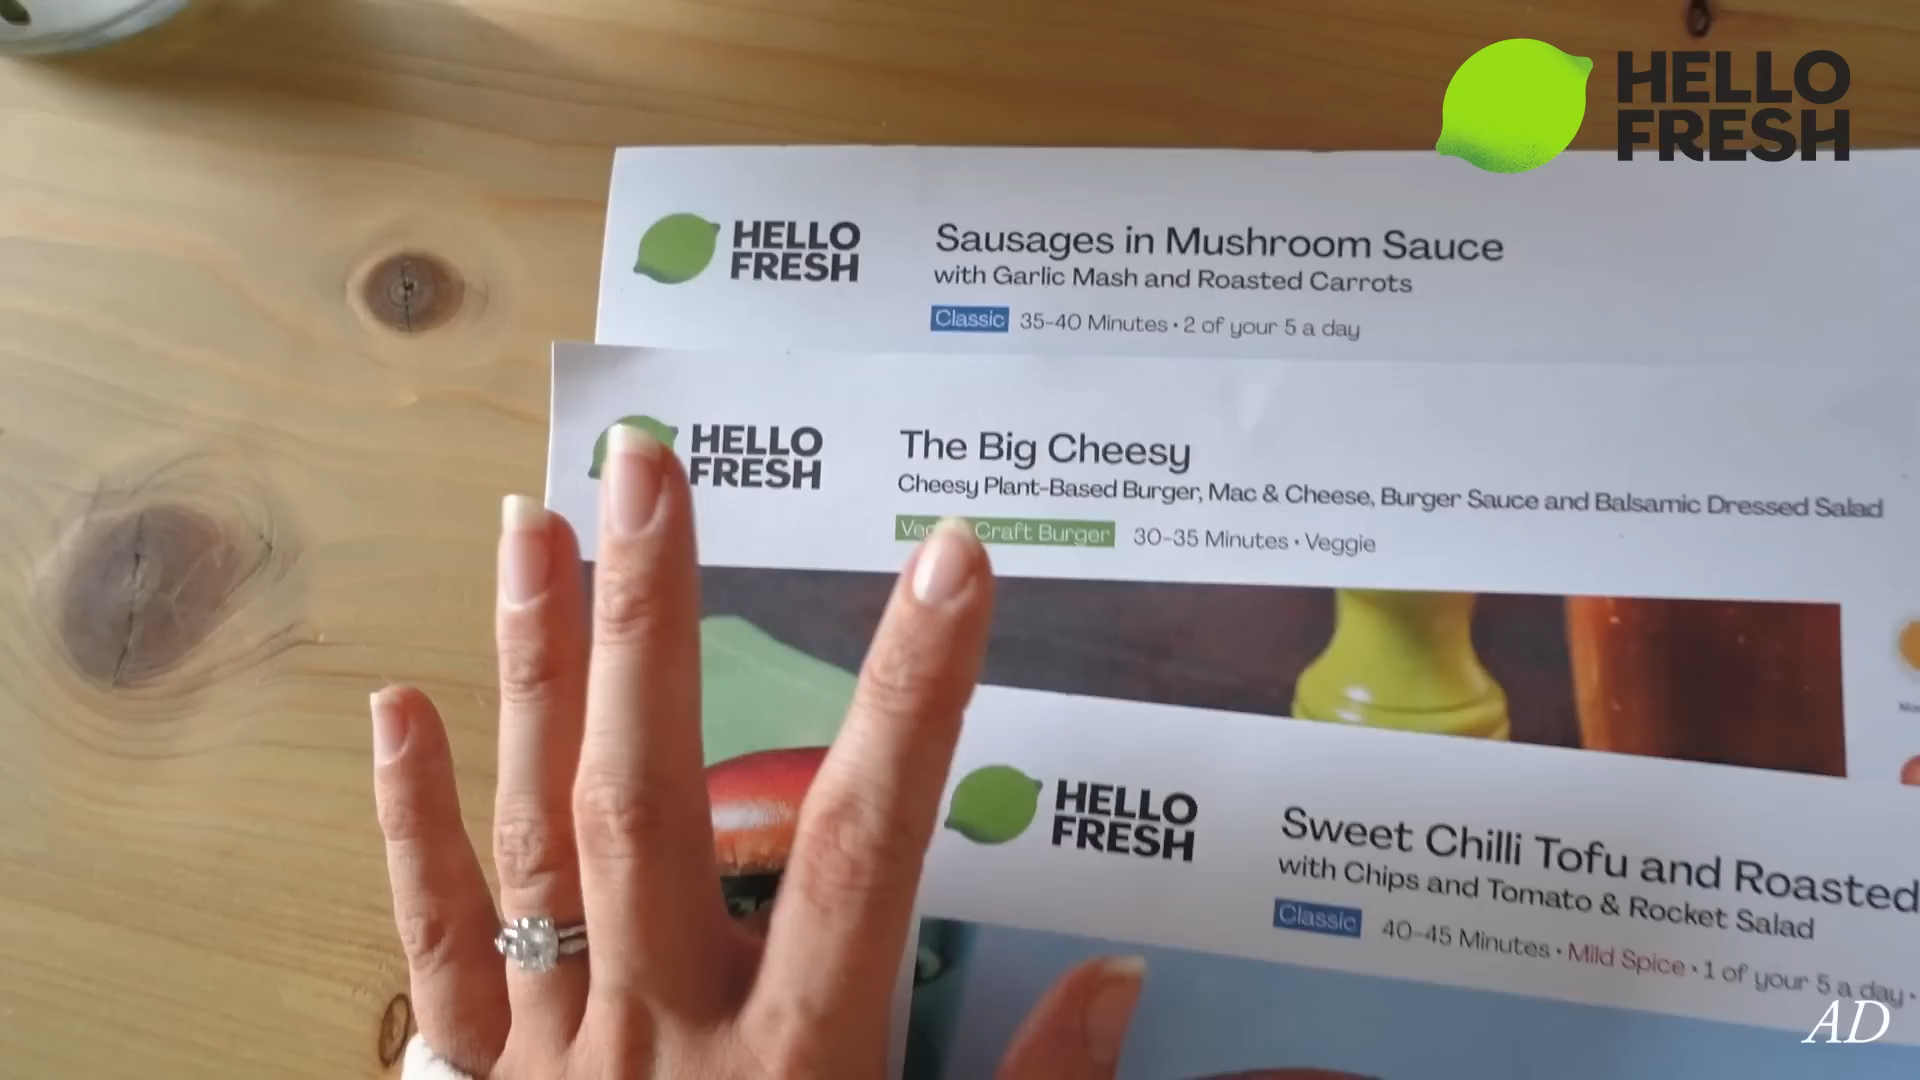 HELLO
FRESH
HELLO
FRESH
Sausages in Mushroom Sauce
with Garlic Mash and Roasted Carrots
Classic 35-40 Minutes • 2 of your 5 a day
HELLO
FRESH
The Big Cheesy
Cheesy Plant-Based Burger, Mac & Cheese, Burger Sauce and Balsamic Dressed Salad
Craft Burger 30-35 Minutes • Veggie
HELLO
FRESH
Sweet Chilli Tofu and Roasted
with Chips and Tomato & Rocket Salad
Classic 40-45 Minutes • Mild Spice • 1 of your 5 a day •
AD